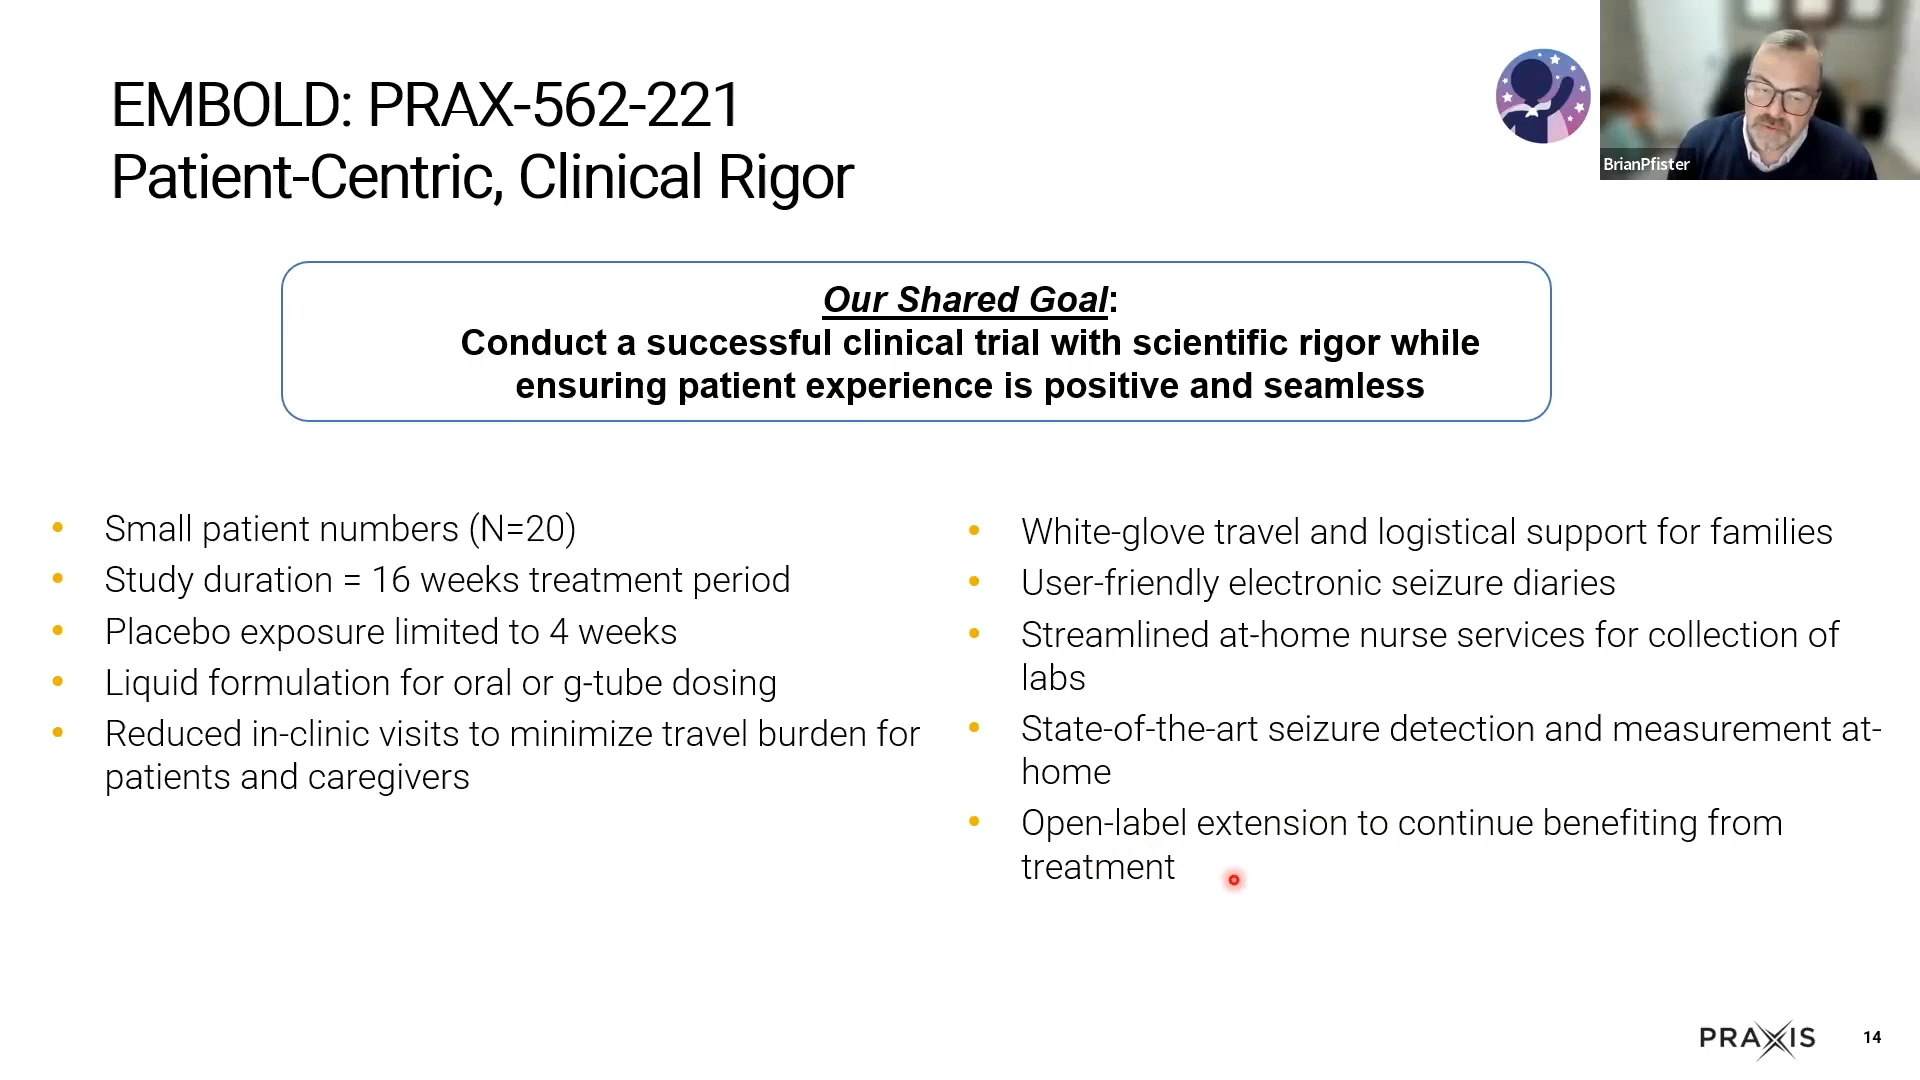 EMBOLD: PRAX-562-221
Patient-Centric, Clinical Rigor
BrianPfister
Our Shared Goal:
Conduct a successful clinical trial with scientific rigor while
ensuring patient experience is positive and seamless
• Small patient numbers (N=20)
• Study duration = 16 weeks treatment period
• Placebo exposure limited to 4 weeks
• Liquid formulation for oral or g-tube dosing
• Reduced in-clinic visits to minimize travel burden for
patients and caregivers
• White-glove travel and logistical support for families
• User-friendly electronic seizure diaries
• Streamlined at-home nurse services for collection of
labs
• State-of-the-art seizure detection and measurement at-
home
• Open-label extension to continue benefiting from
treatment
PRAXIS
14